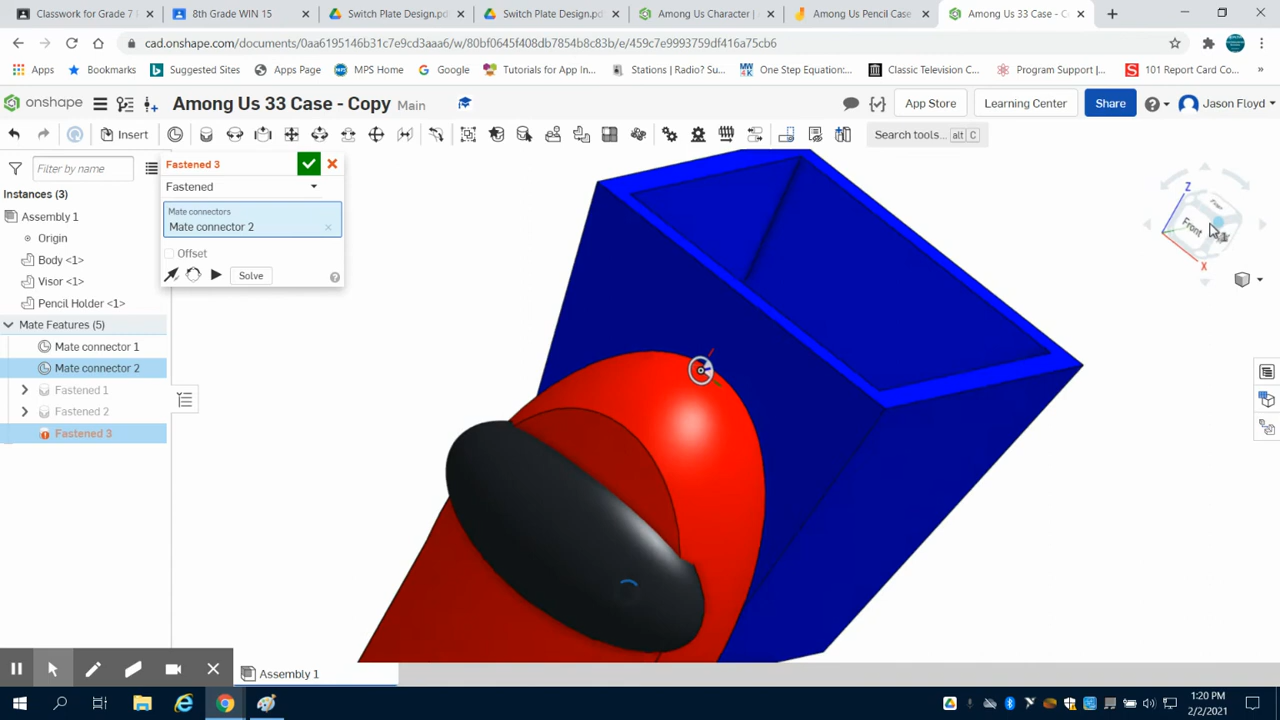 Classwork for Grade 7
8th Grade WIN 15
Switch Plate Design.pd
Switch Plate Design.pd
Among Us Character |
Among Us Pencil Case
Among Us 33 Case - Co
cad.onshape.com/documents/0aa6195146b31c7e9cd3aaa6/w/80bf0645f408db7854b8c83b/e/459c7e9993759df416a75cb6
Apps
Bookmarks
Suggested Sites
Apps Page
MPS Home
Google
Tutorials for App In...
Stations | Radio? Su...
One Step Equation:...
Classic Television C...
Program Support |...
101 Report Card Co...
onshape
Among Us 33 Case - Copy Main
App Store
Learning Center
Share
Jason Floyd
Insert
Search tools... alt C
Filter by name
Fastened 3
Fastened
Mate connectors
Mate connector 2
Offset
Solve
Instances (3)
Assembly 1
Origin
Body <1>
Visor <1>
Pencil Holder <1>
Mate Features (5)
Mate connector 1
Mate connector 2
Fastened 1
Fastened 2
Fastened 3
Z
Front
X
Assembly 1
1:20 PM
2/2/2021